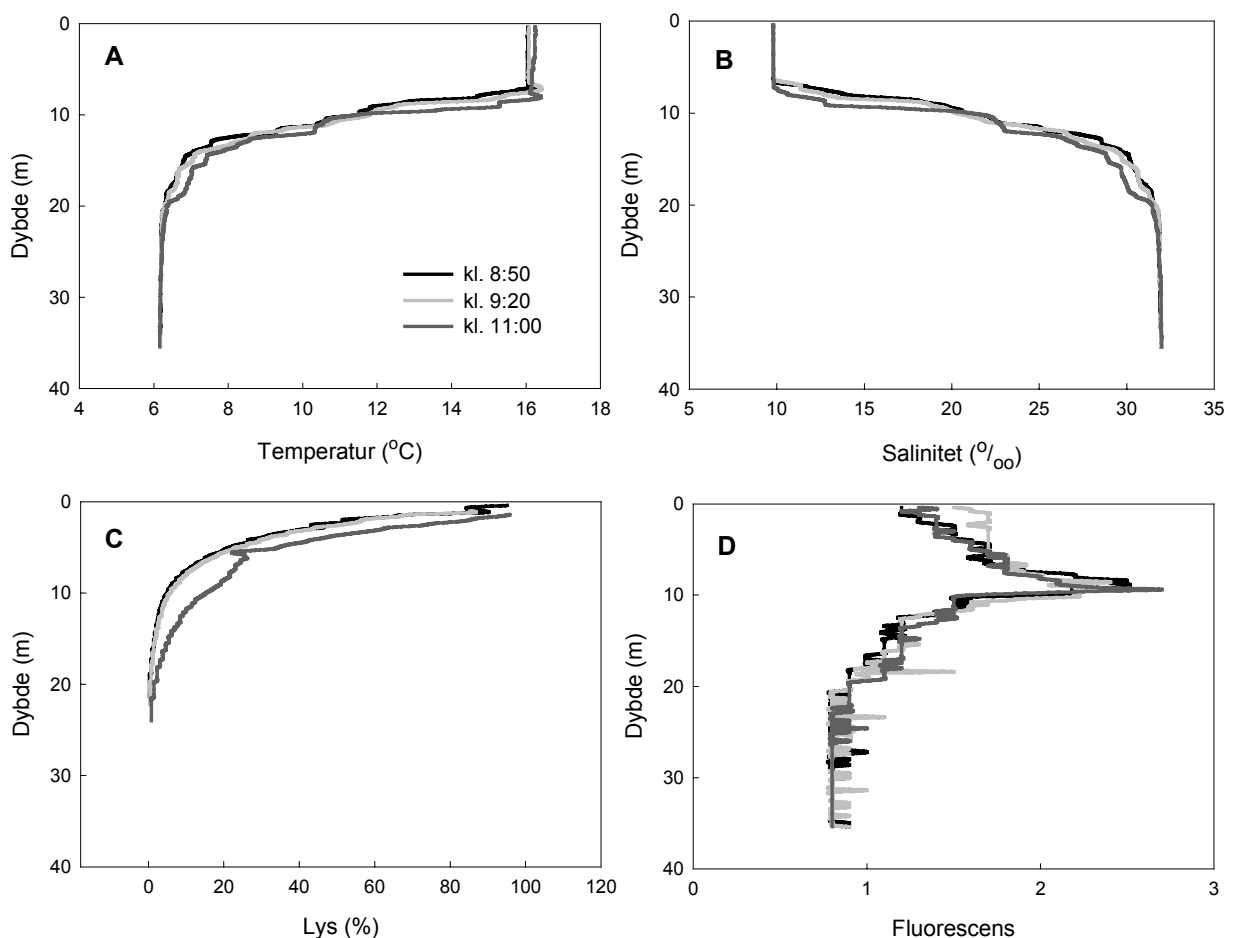 A
0
10
20
30
40
Dybde (m)
4 6 8 10 12 14 16 18
Temperatur (°C)
kl. 8:50
kl. 9:20
kl. 11:00
B
0
10
20
30
40
Dybde (m)
5 10 15 20 25 30 35
Salinitet (o/oo)
C
0
10
20
30
40
Dybde (m)
0 20 40 60 80 100 120
Lys (%)
D
0
10
20
30
40
Dybde (m)
0 1 2 3
Fluorescens